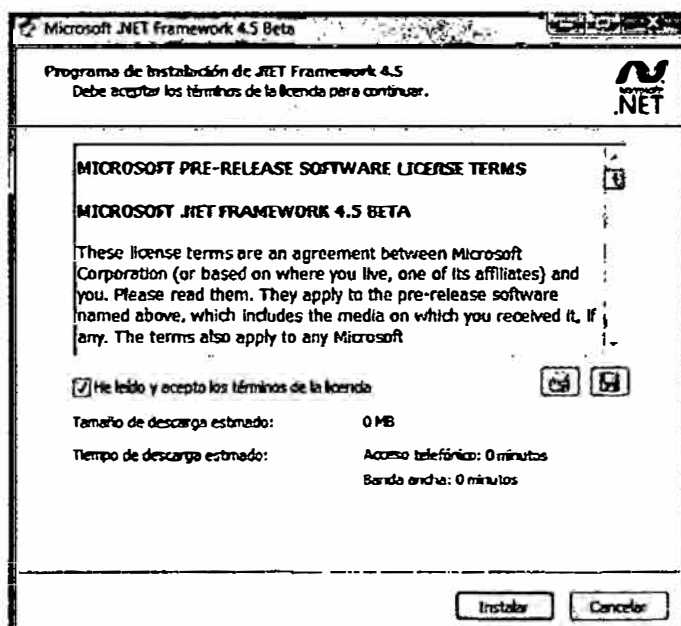 Microsoft .NET Framework 4.5 Beta
Programa de Instalación de .NET Framework 4.5
Debe aceptar los términos de la licencia para continuar.
Microsoft
.NET
MICROSOFT PRE-RELEASE SOFTWARE LICENSE TERMS
MICROSOFT .NET FRAMEWORK 4.5 BETA
These license terms are an agreement between Microsoft
Corporation (or based on where you live, one of its affiliates) and
you. Please read them. They apply to the pre-release software
named above, which includes the media on which you received it, if
any. The terms also apply to any Microsoft
He leído y acepto los términos de la licencia
Tamaño de descarga estimado: 0 MB
Tiempo de descarga estimado: Acceso telefónico: 0 minutos
Banda ancha: 0 minutos
Instalar Cancelar